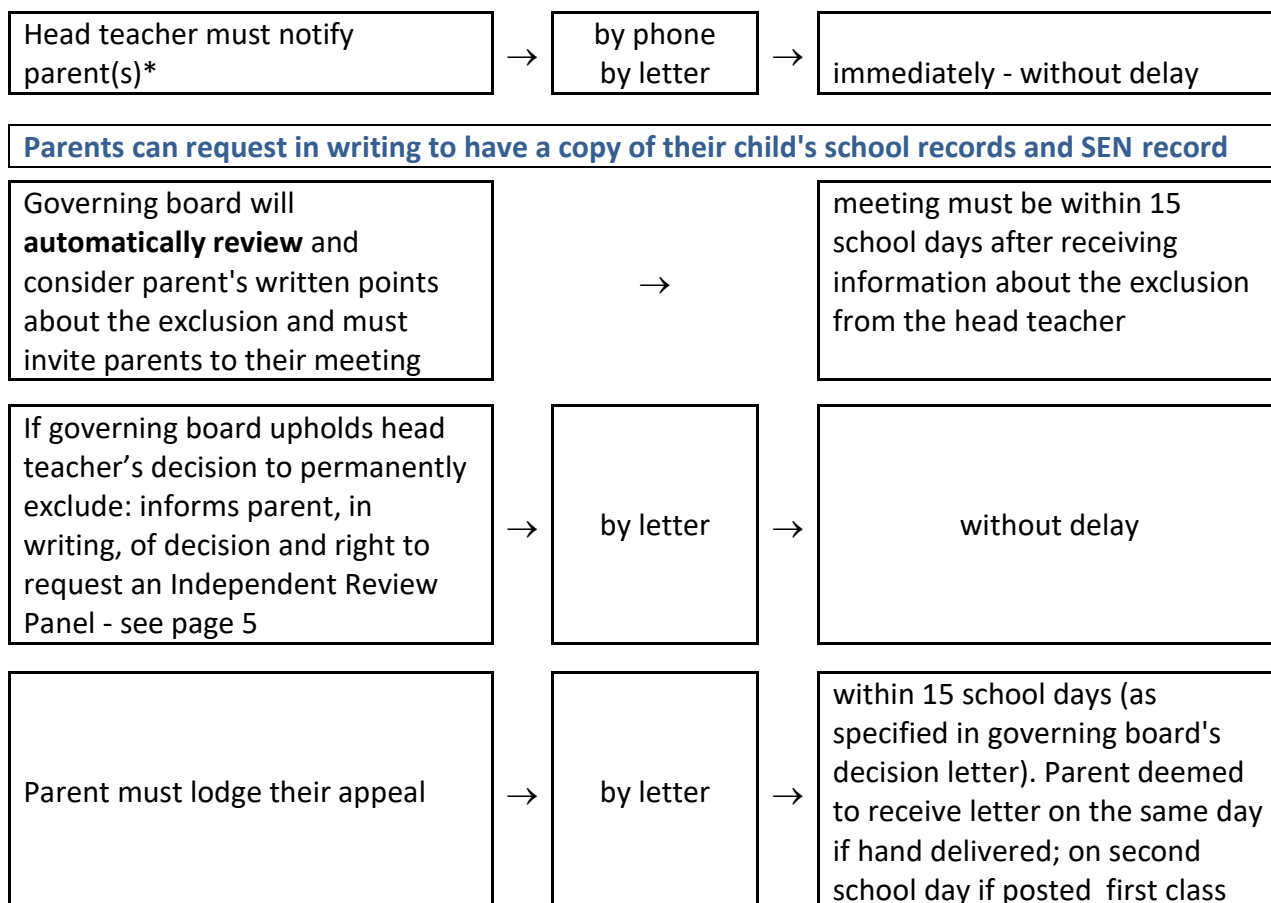 Head teacher must notify
parent(s)*
→
by phone
by letter
→
immediately - without delay
Parents can request in writing to have a copy of their child's school records and SEN record
Governing board will
automatically review and
consider parent's written points
about the exclusion and must
invite parents to their meeting
→
meeting must be within 15
school days after receiving
information about the exclusion
from the head teacher
If governing board upholds head
teacher’s decision to permanently
exclude: informs parent, in
writing, of decision and right to
request an Independent Review
Panel - see page 5
→
by letter
→
without delay
Parent must lodge their appeal
→
by letter
→
within 15 school days (as
specified in governing board's
decision letter). Parent deemed
to receive letter on the same day
if hand delivered; on second
school day if posted  first class